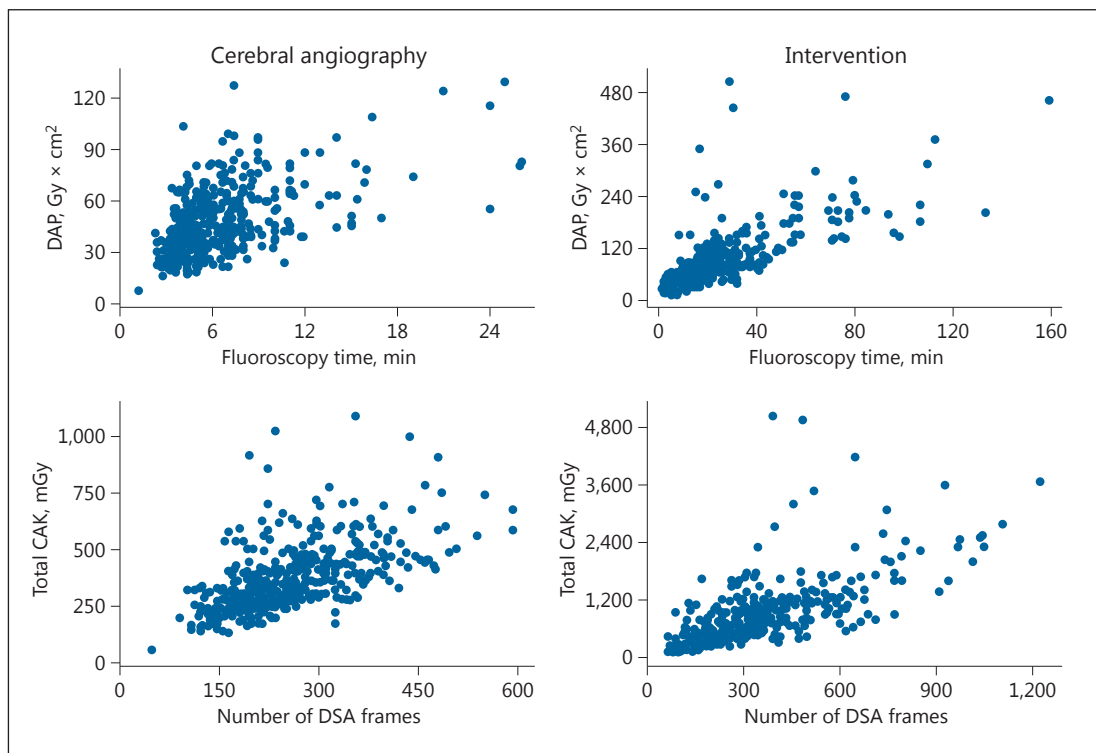 Cerebral angiography
DAP, Gy × cm²
120
90
60
30
0
0 6 12 18 24
Fluoroscopy time, min
Intervention
DAP, Gy × cm²
480
360
240
120
0
0 40 80 120 160
Fluoroscopy time, min
Total CAK, mGy
1,000
750
500
250
0
0 150 300 450 600
Number of DSA frames
Total CAK, mGy
4,800
3,600
2,400
1,200
0
0 300 600 900 1,200
Number of DSA frames